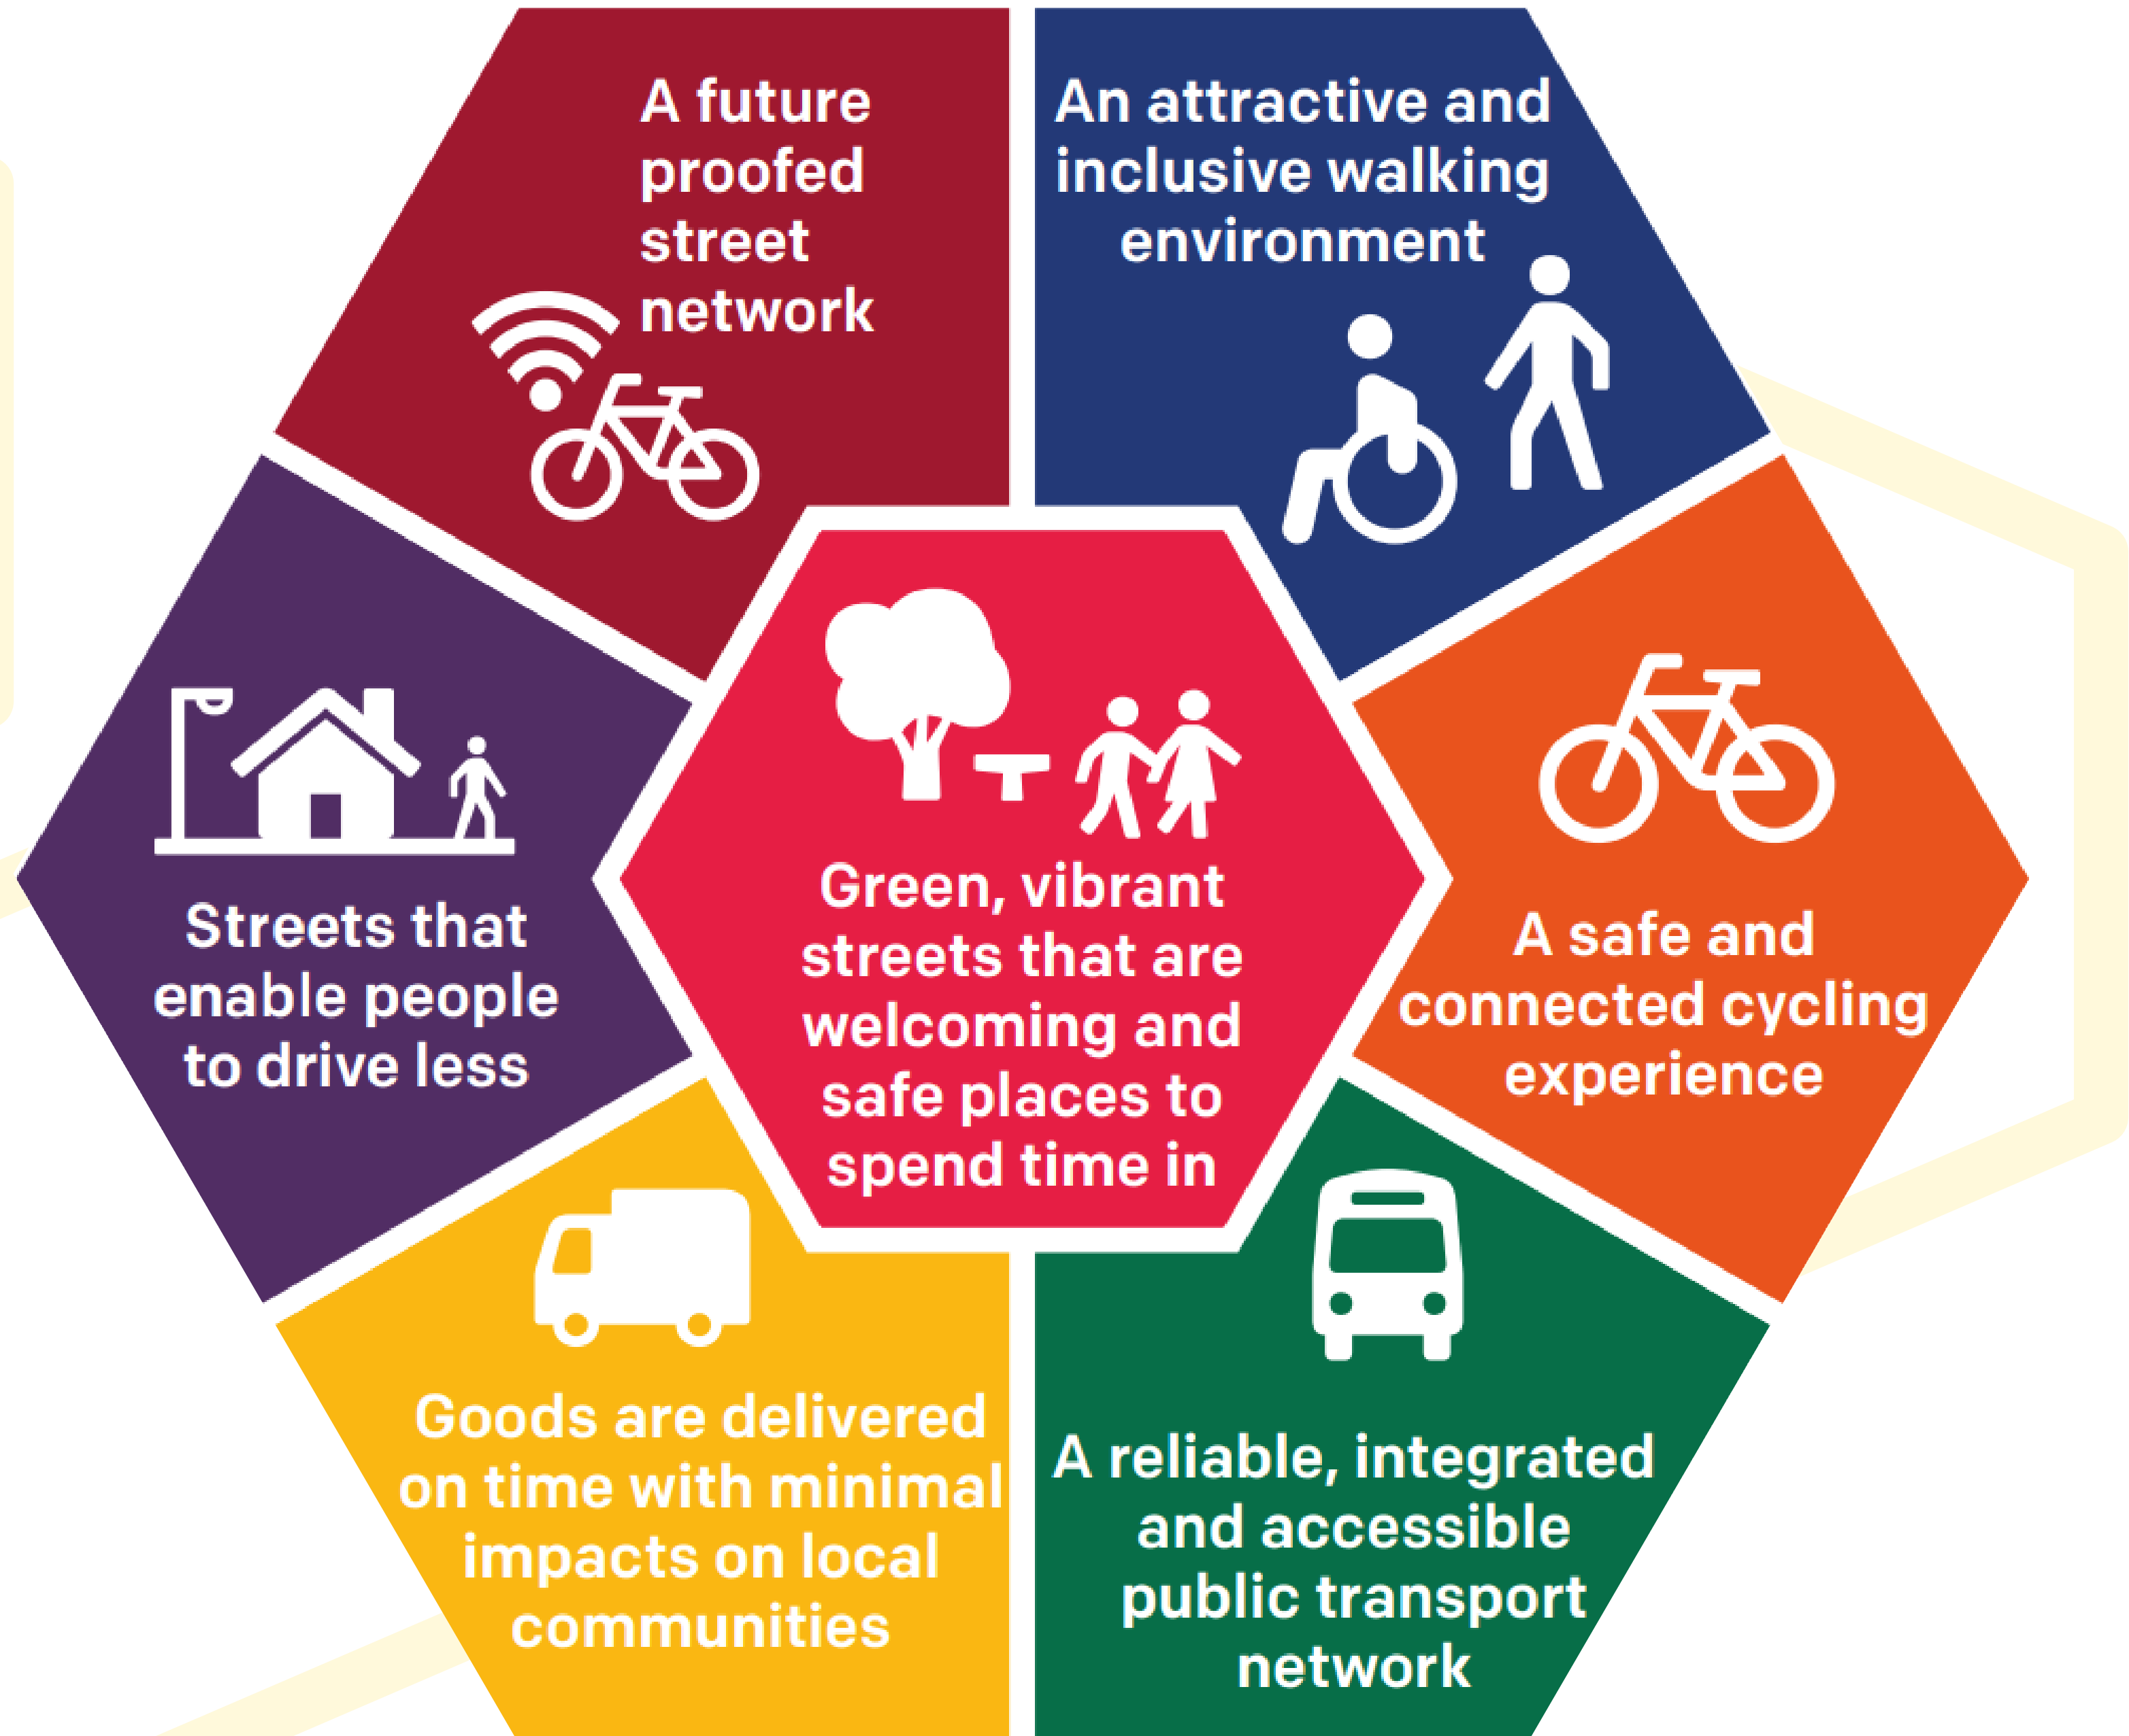 A future
proofed
street
network
An attractive and
inclusive walking
environment
Streets that
enable people
to drive less
Green, vibrant
streets that are
welcoming and
safe places to
spend time in
A safe and
connected cycling
experience
Goods are delivered
on time with minimal
impacts on local
communities
A reliable, integrated
and accessible
public transport
network